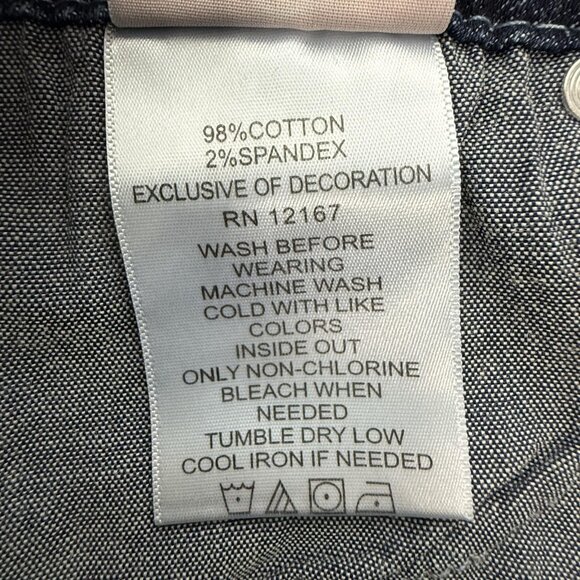 98%COTTON
2%SPANDEX
EXCLUSIVE OF DECORATION
RN 12167
WASH BEFORE
WEARING
MACHINE WASH
COLD WITH LIKE
COLORS
INSIDE OUT
ONLY NON-CHLORINE
BLEACH WHEN
NEEDED
TUMBLE DRY LOW
COOL IRON IF NEEDED